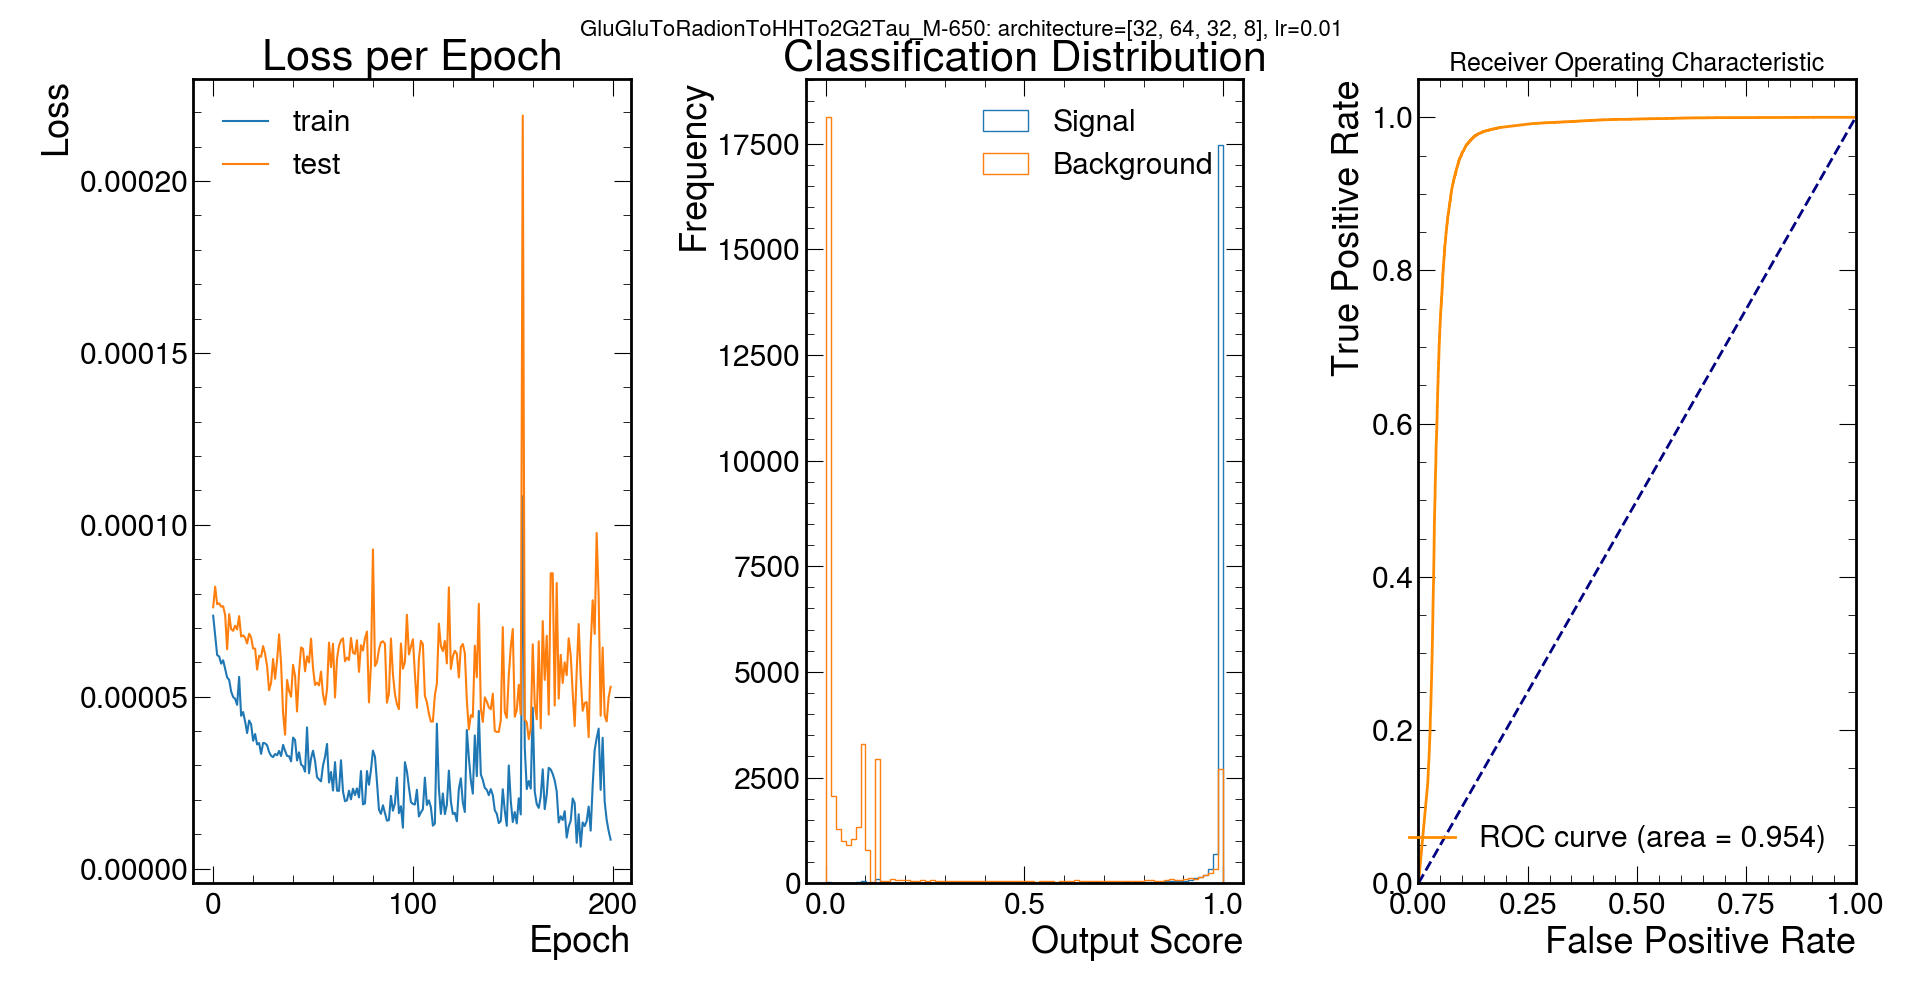 GluGluToRadionToHHTo2G2Tau_M-650: architecture=[32, 64, 32, 8], lr=0.01
Loss per Epoch
Loss
train
test
0.00020
0.00015
0.00010
0.00005
0.00000
0 100 200
Epoch
Classification Distribution
Frequency
Signal
Background
17500
15000
12500
10000
7500
5000
2500
0
0.0 0.5 1.0
Output Score
Receiver Operating Characteristic
True Positive Rate
1.0
0.8
0.6
0.4
0.2
0.0
ROC curve (area = 0.954)
0.00 0.25 0.50 0.75 1.00
False Positive Rate